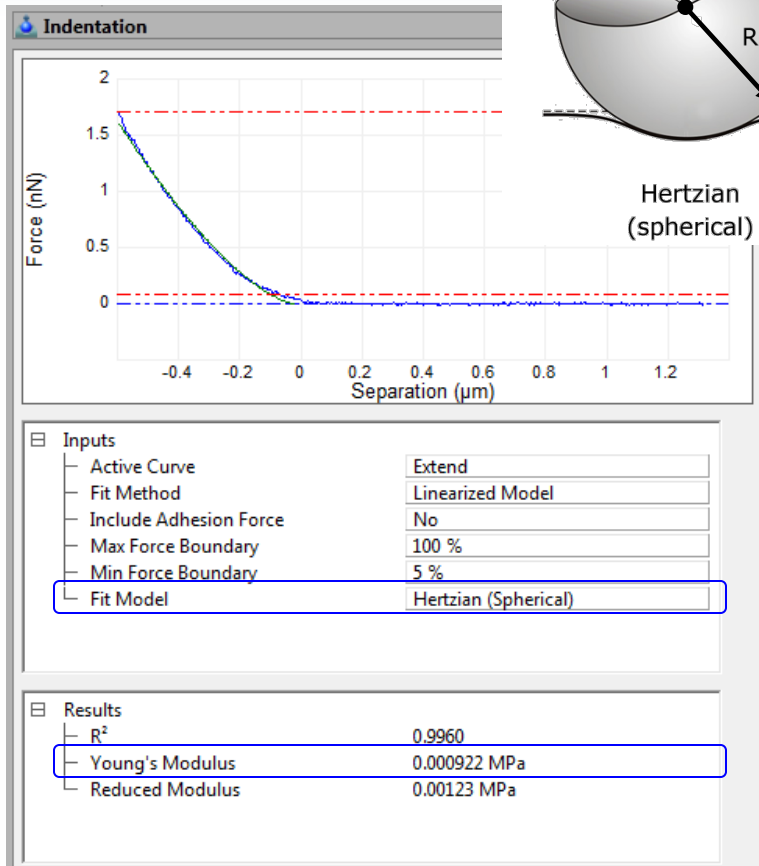 Indentation
R
Hertzian
(spherical)
2
1.5
1
0.5
0
Force (nN)
-0.4 -0.2 0 0.2 0.4 0.6 0.8 1 1.2
Separation (µm)
Inputs
Active Curve Extend
Fit Method Linearized Model
Include Adhesion Force No
Max Force Boundary 100 %
Min Force Boundary 5 %
Fit Model Hertzian (Spherical)
Results
R² 0.9960
Young's Modulus 0.000922 MPa
Reduced Modulus 0.00123 MPa